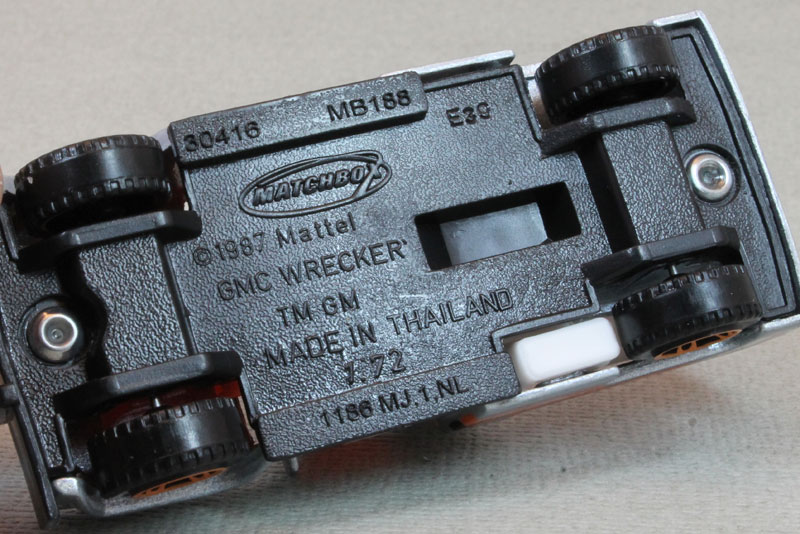 30416 MB188 E39
MATCHBOX
©1987 Mattel
GMC WRECKER
TM GM
MADE IN THAILAND
1:72
1186 MJ.1,NL